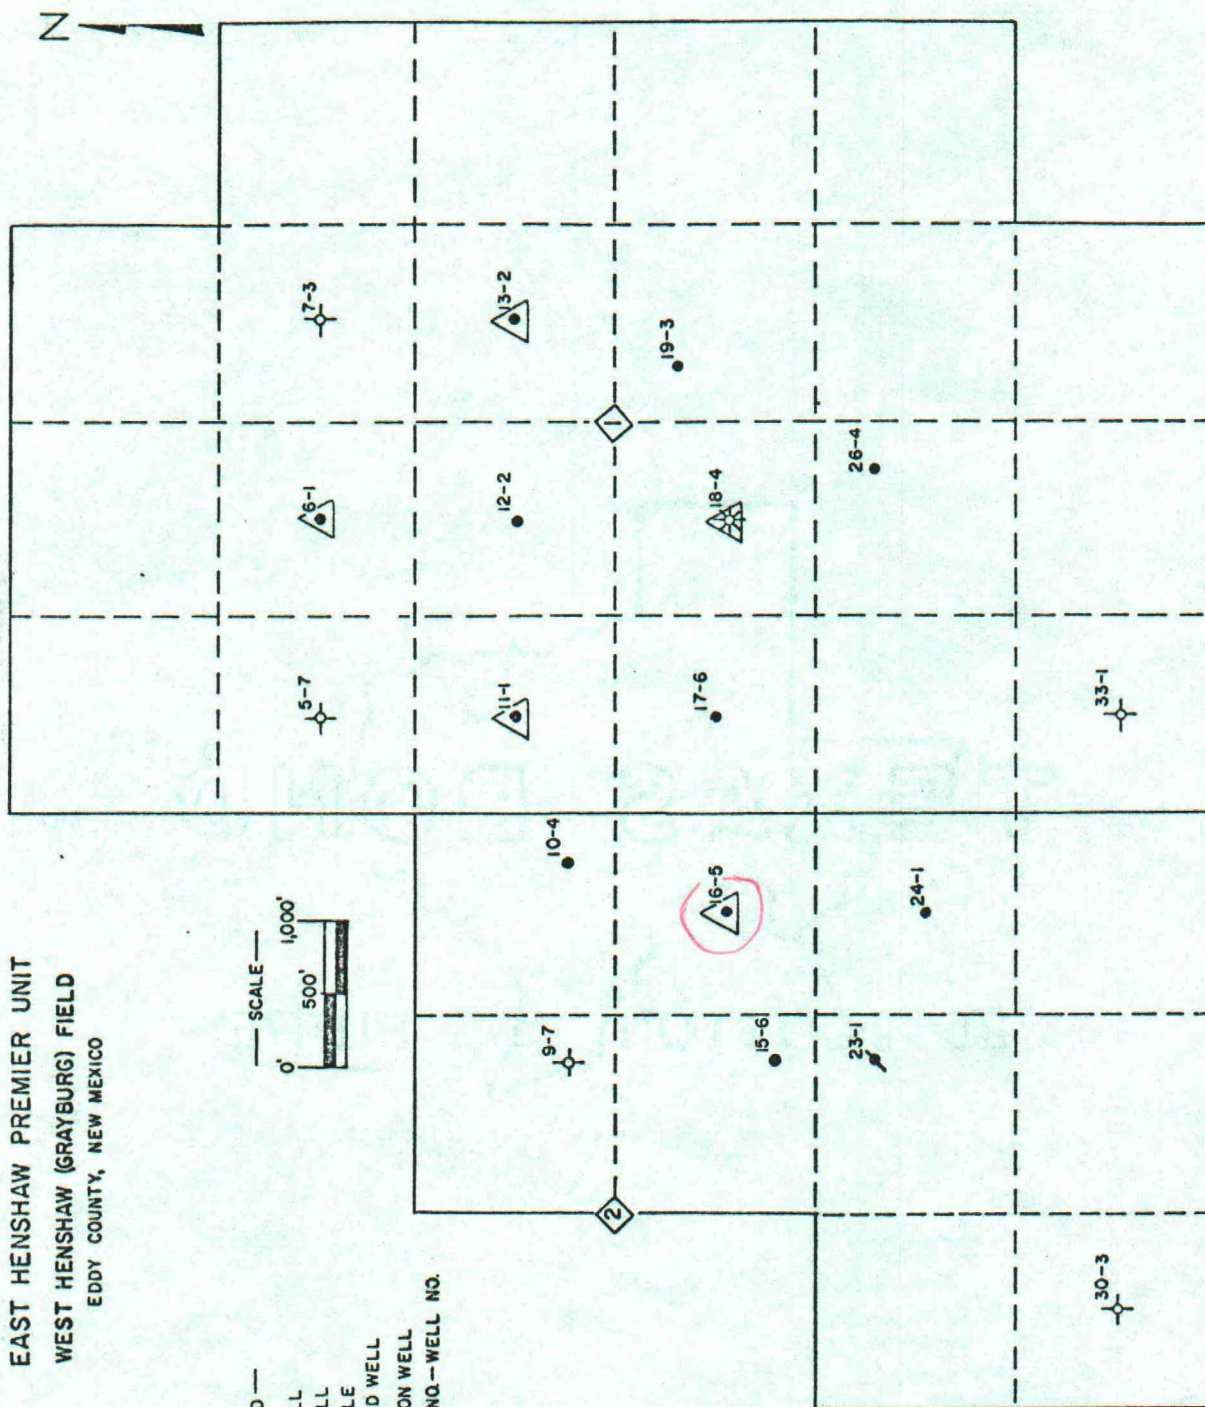 EAST HENSHAW PREMIER UNIT
WEST HENSHAW (GRAYBURG) FIELD
EDDY COUNTY, NEW MEXICO
N
SCALE
0' 500' 1,000'
D
LL
LL
LE
D WELL
ON WELL
NO.—WELL NO.
5-7
6-1
7-3
11-1
12-2
13-2
9-7
10-4
2
1
19-3
16-5
17-6
18-4
15-6
23-1
26-4
24-1
30-3
33-1